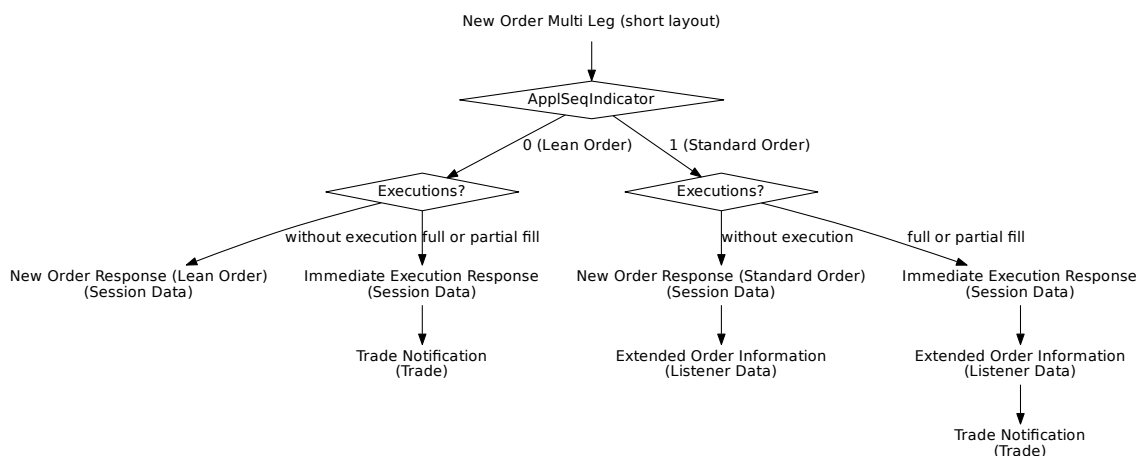 New Order Multi Leg (short layout)
ApplSeqIndicator
0 (Lean Order)
1 (Standard Order)
Executions?
Executions?
without execution
full or partial fill
without execution
full or partial fill
New Order Response (Lean Order)
(Session Data)
Immediate Execution Response
(Session Data)
New Order Response (Standard Order)
(Session Data)
Immediate Execution Response
(Session Data)
Trade Notification
(Trade)
Extended Order Information
(Listener Data)
Extended Order Information
(Listener Data)
Trade Notification
(Trade)